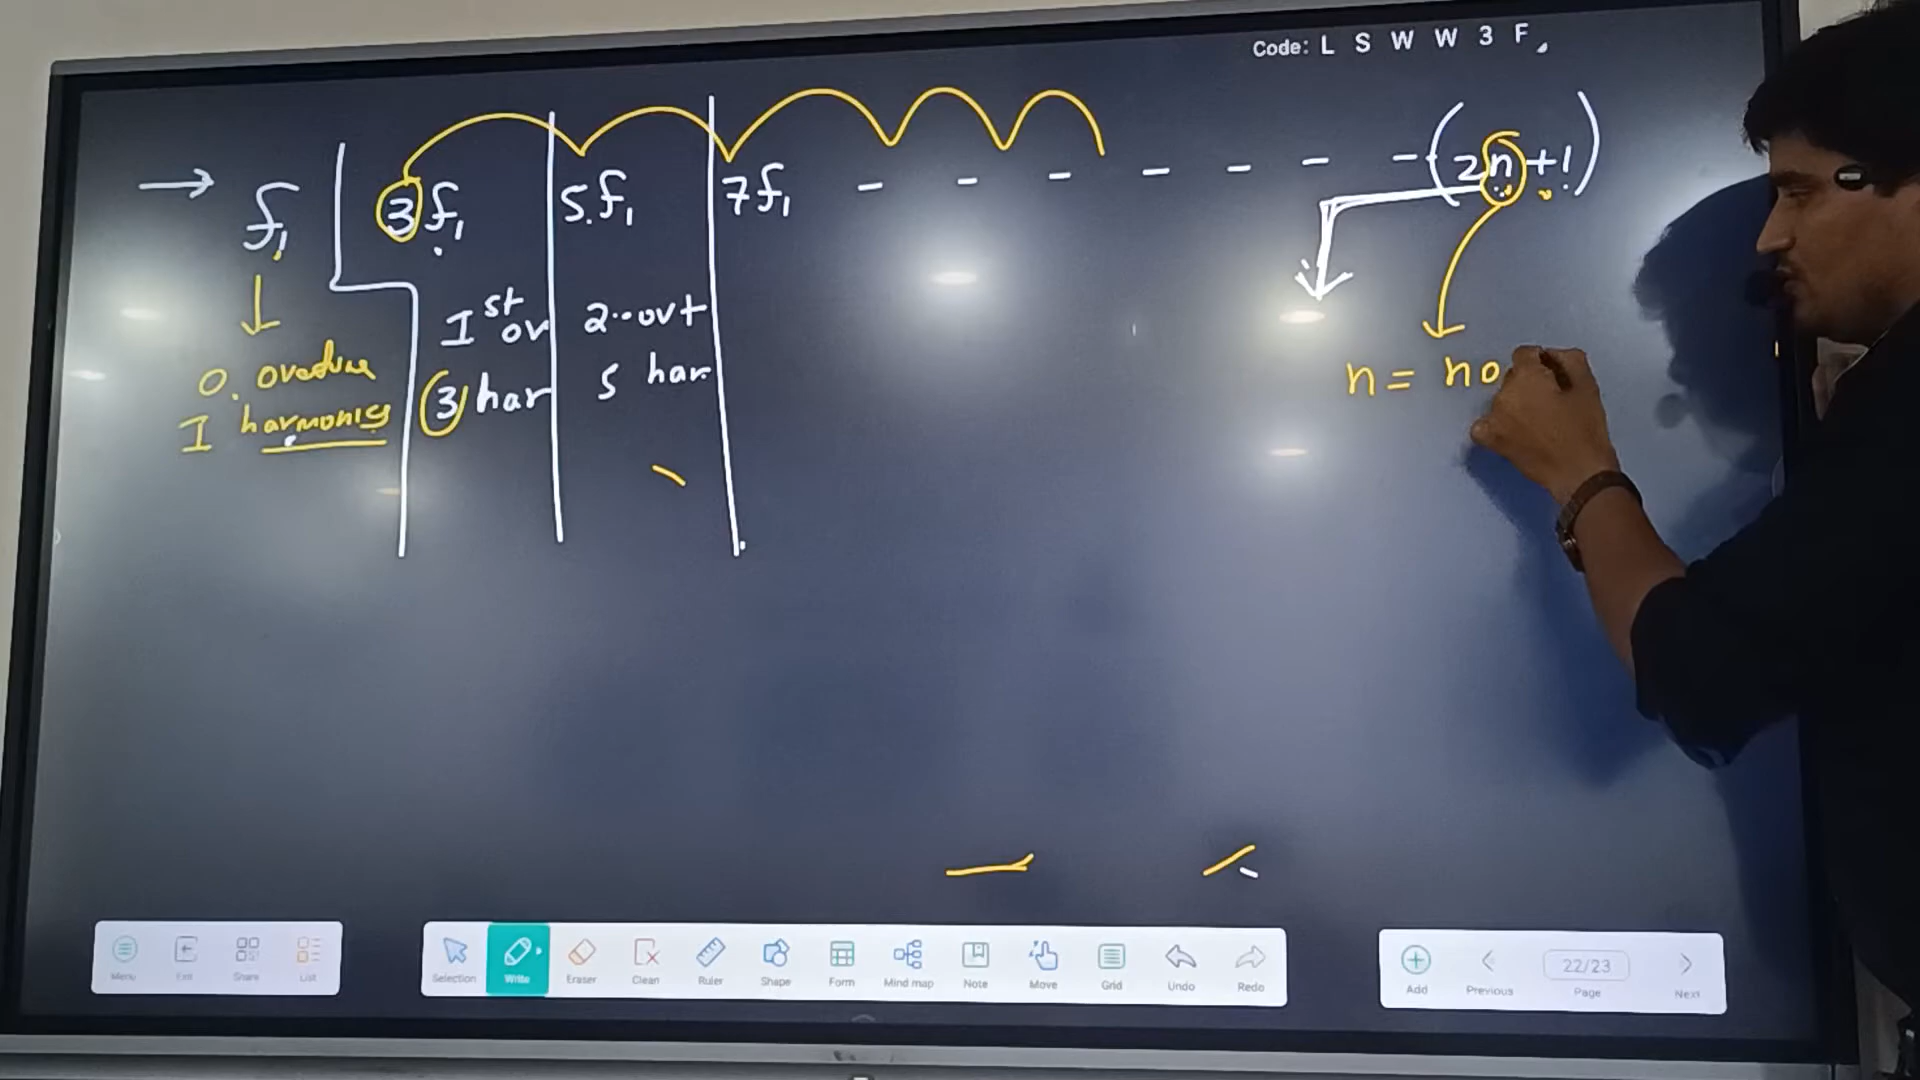 Code: L S W W 3 F
→ f₁ 3f₁ 5.f₁ 7f₁ - - - - - - - (2n+1)
Ist ov 2..ovt
0. overtune
3 har 5 har.
I harmonics
n = no
Menu Exit Share List Selection Write Eraser Clean Ruler Shape Form Mind map Note Move Grid Undo Redo Add Previous 22/23 Page Next